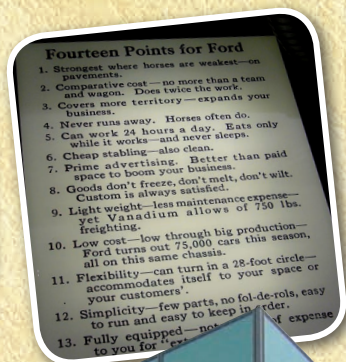 Fourteen Points for Ford
1. Strongest where horses are weakest—on
pavements.
2. Comparative cost—no more than a team
and wagon. Does twice the work.
3. Covers more territory—expands your
business.
4. Never runs away. Horses often do.
5. Can work 24 hours a day. Eats only
while it works—and never sleeps.
6. Cheap stabling—also clean.
7. Prime advertising. Better than paid
space to boom your business.
8. Goods don't freeze, don't melt, don't wilt.
Custom is always satisfied.
9. Light weight—less maintenance expense—
yet Vanadium allows of 750 lbs.
freighting.
10. Low cost—low through big production—
Ford turns out 75,000 cars this season,
all on this same chassis.
11. Flexibility—can turn in a 28-foot circle—
accommodates itself to your space or
your customers'.
12. Simplicity—few parts, no fol-de-rols, easy
to run and easy to keep in
13. Fully equipped— of expense
to you for